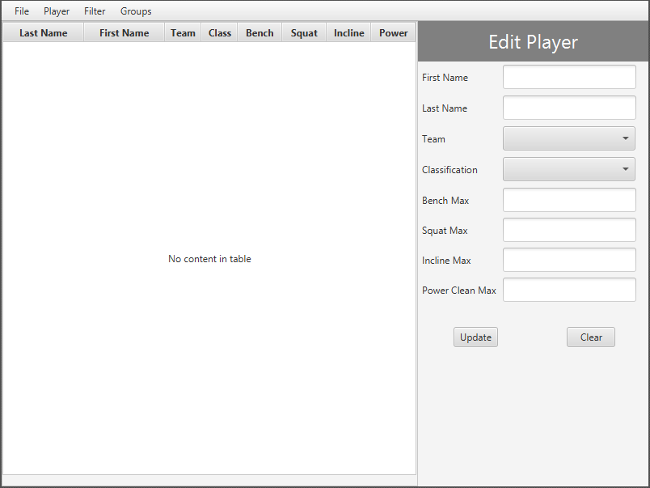 File Player Filter Groups
Last Name First Name Team Class Bench Squat Incline Power
No content in table
Edit Player
First Name
Last Name
Team
Classification
Bench Max
Squat Max
Incline Max
Power Clean Max
Update Clear